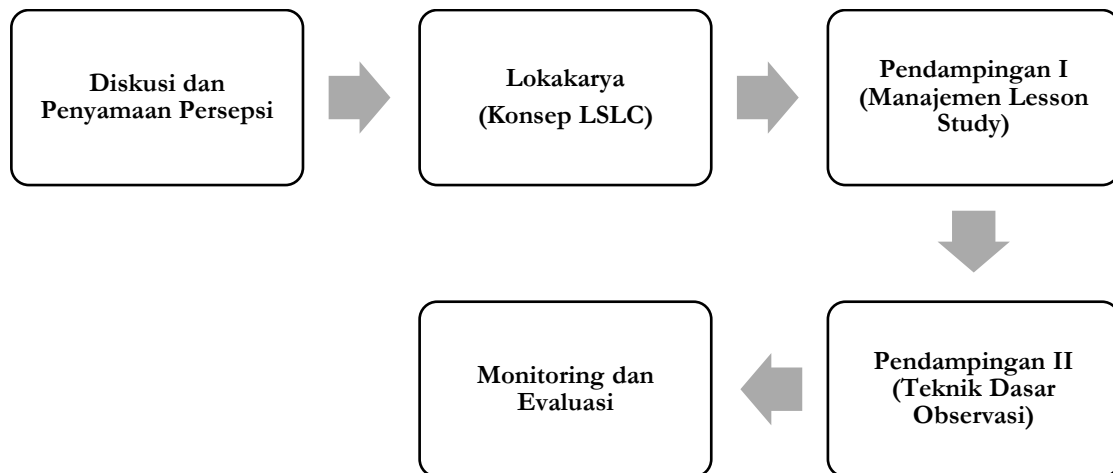 Diskusi dan
Penyamaan Persepsi
Lokakarya
(Konsep LSLC)
Pendampingan I
(Manajemen Lesson
Study)
Pendampingan II
(Teknik Dasar
Observasi)
Monitoring dan
Evaluasi